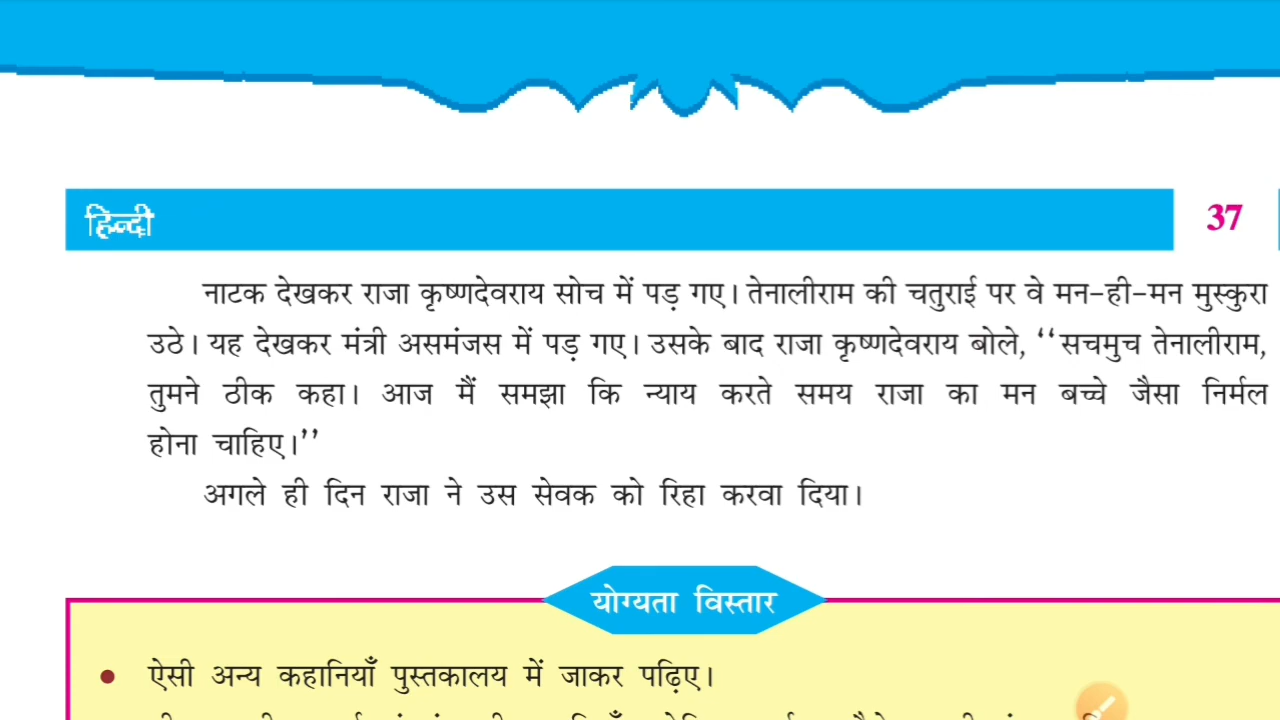 हिन्दी
37
नाटक देखकर राजा कृष्णदेवराय सोच में पड़ गए। तेनालीराम की चतुराई पर वे मन-ही-मन मुस्कुरा
उठे। यह देखकर मंत्री असमंजस में पड़ गए। उसके बाद राजा कृष्णदेवराय बोले, ‘‘सचमुच तेनालीराम,
तुमने ठीक कहा। आज मैं समझा कि न्याय करते समय राजा का मन बच्चे जैसा निर्मल
होना चाहिए।’’
अगले ही दिन राजा ने उस सेवक को रिहा करवा दिया।
योग्यता विस्तार
• ऐसी अन्य कहानियाँ पुस्तकालय में जाकर पढ़िए।